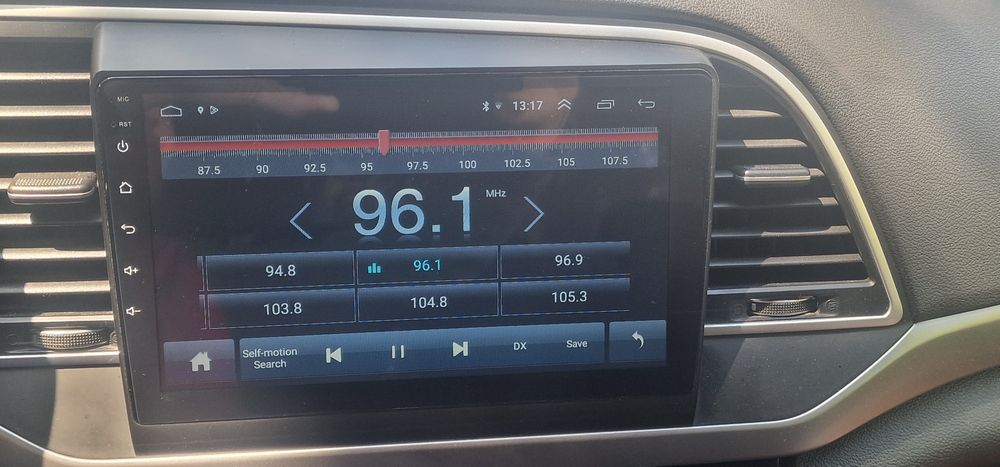 MIC
RST
13:17
87.5 90 92.5 95 97.5 100 102.5 105 107.5
96.1 MHz
94.8 96.1 96.9
103.8 104.8 105.3
Self-motion
Search
DX Save